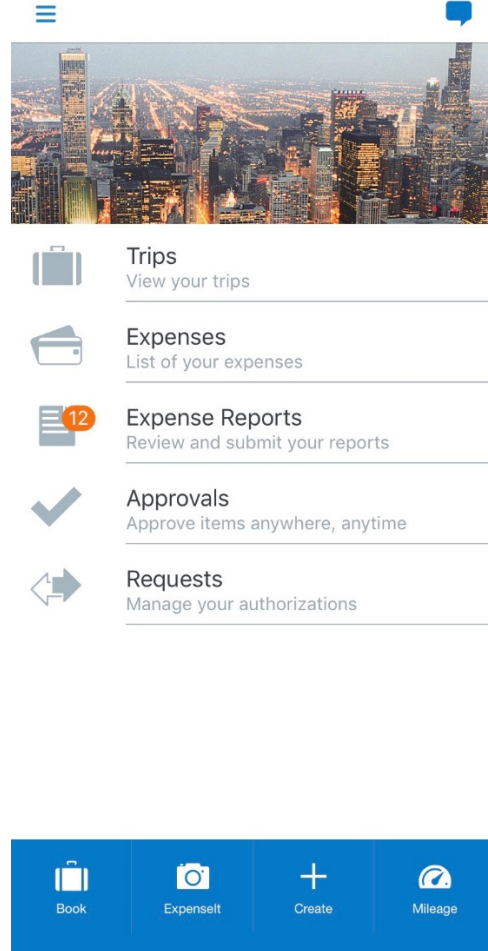 Trips
View your trips
Expenses
List of your expenses
12
Expense Reports
Review and submit your reports
Approvals
Approve items anywhere, anytime
Requests
Manage your authorizations
Book
ExpenseIt
Create
Mileage